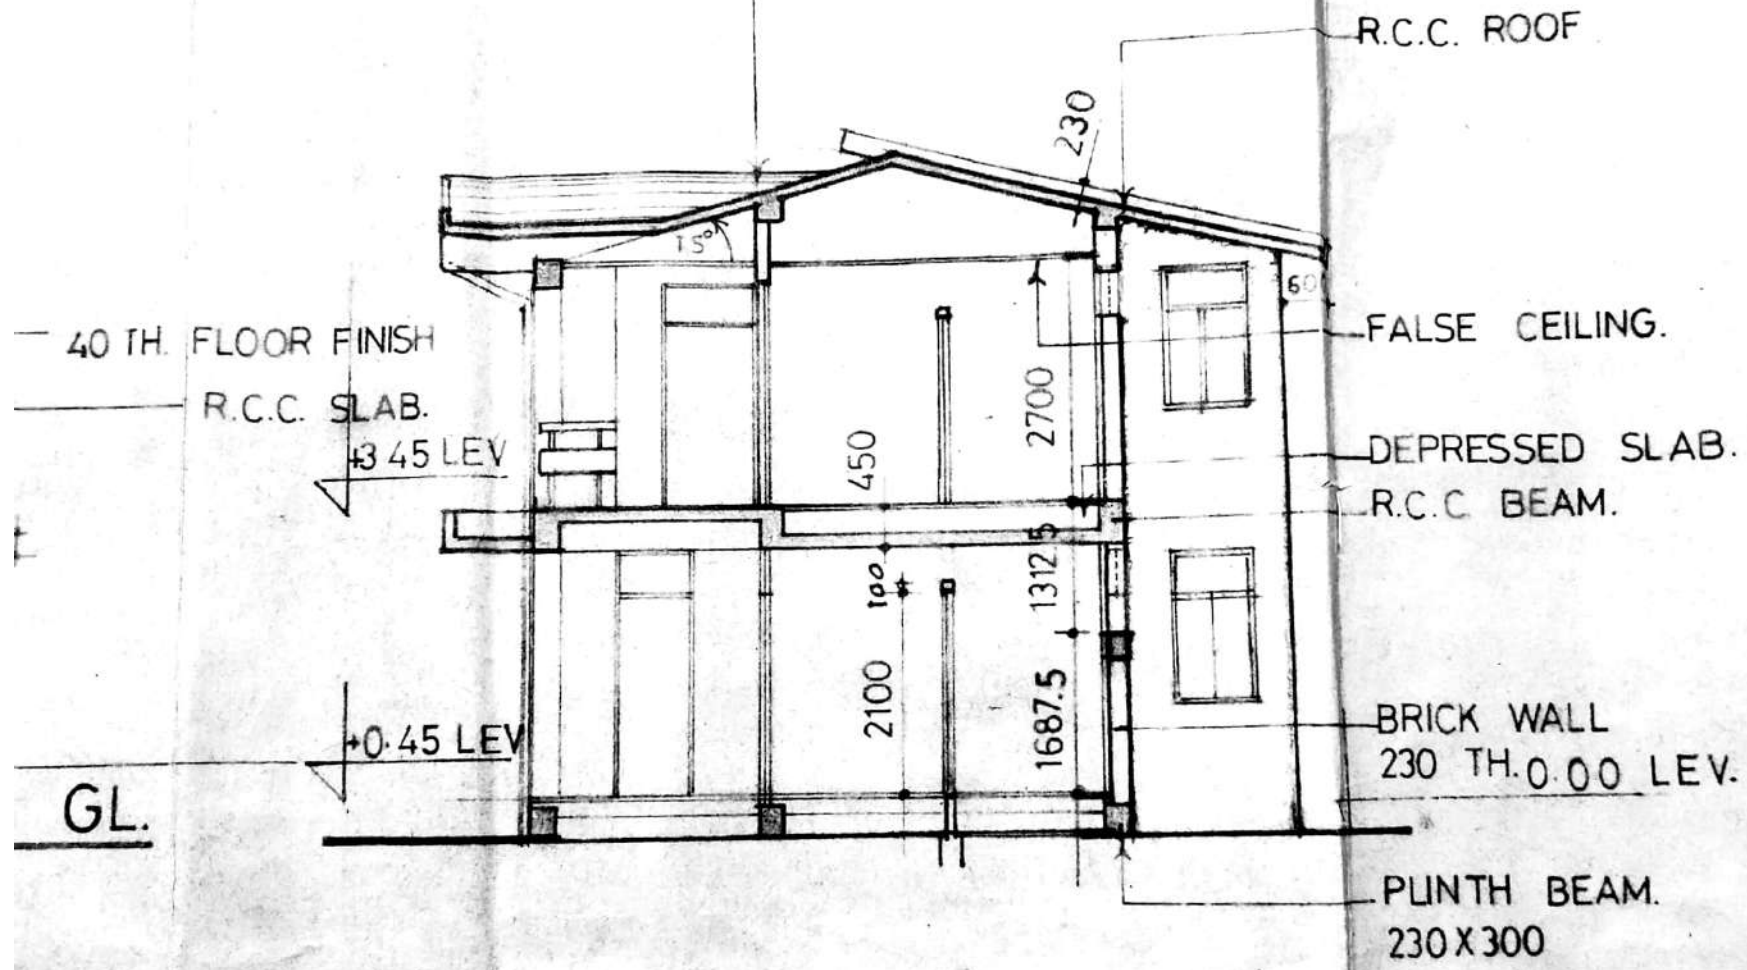 R.C.C. ROOF
230
15°
60
40 TH. FLOOR FINISH
FALSE CEILING.
R.C.C. SLAB.
2700
+3.45 LEV
450
DEPRESSED SLAB.
R.C.C BEAM.
1312.5
100
2100
1687.5
+0.45 LEV
BRICK WALL
230 TH.
0.00 LEV.
GL.
PLINTH BEAM.
230 X 300